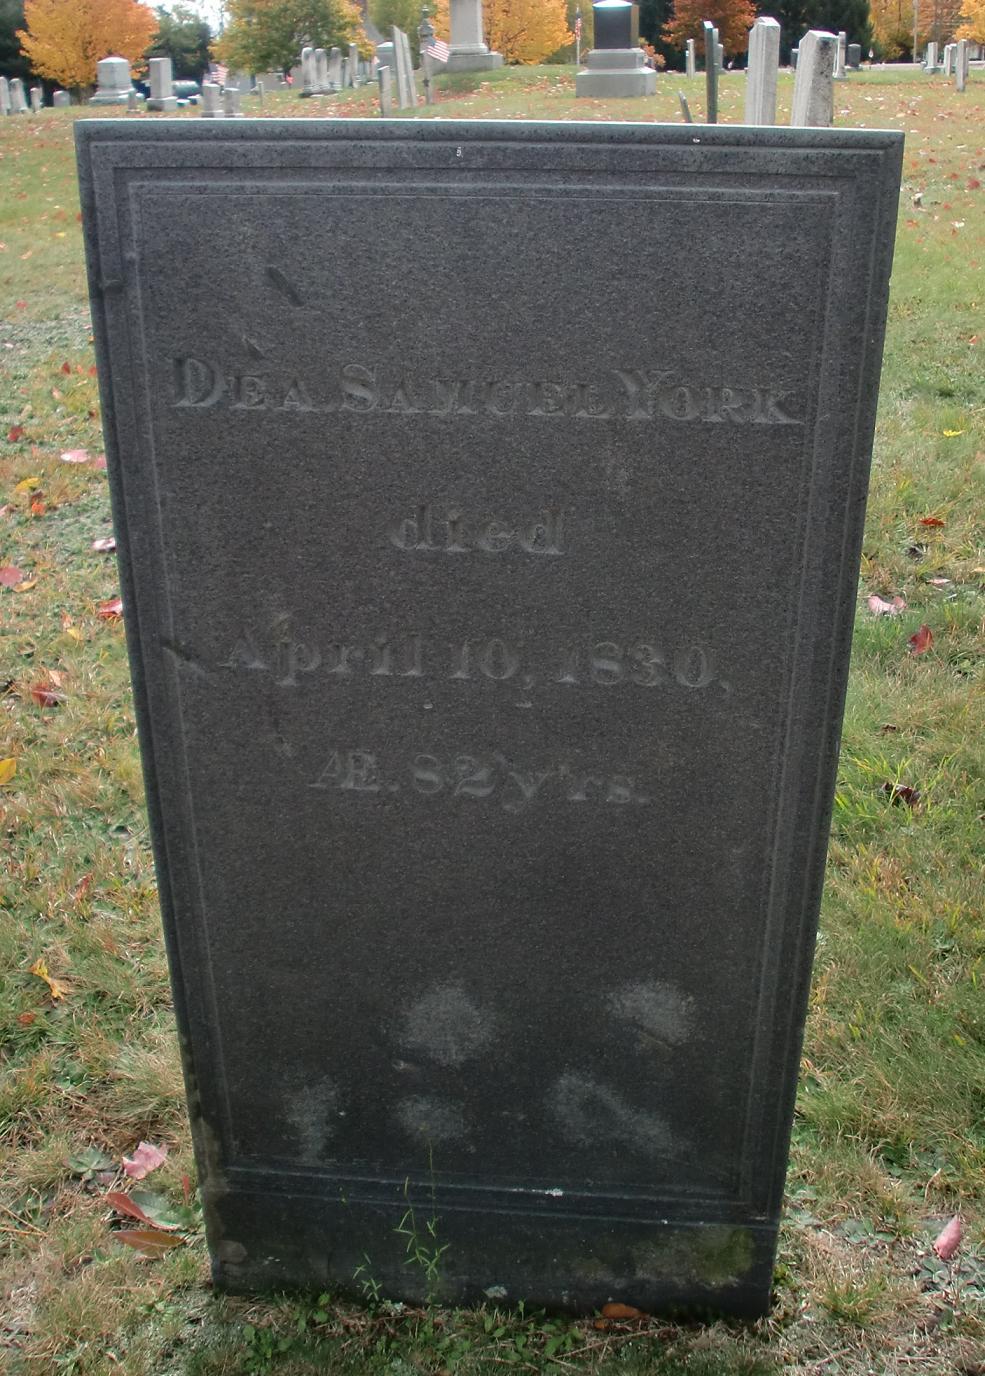 DEA. SAMUEL YORK
died
April 10, 1830,
Æ. 82 y'rs.